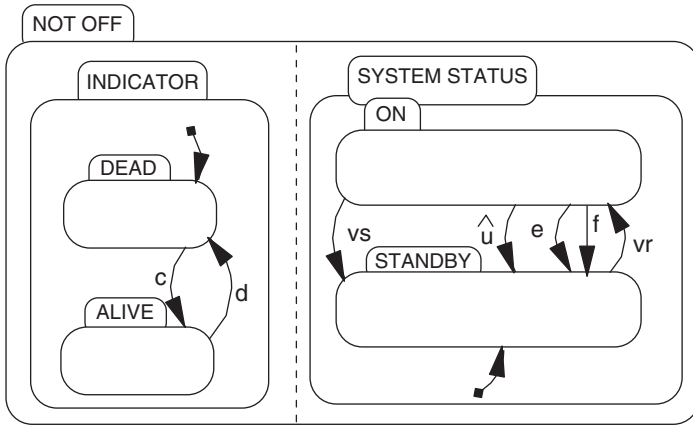 NOT OFF
INDICATOR
DEAD
c
d
ALIVE
SYSTEM STATUS
ON
vs
û
e
f
vr
STANDBY